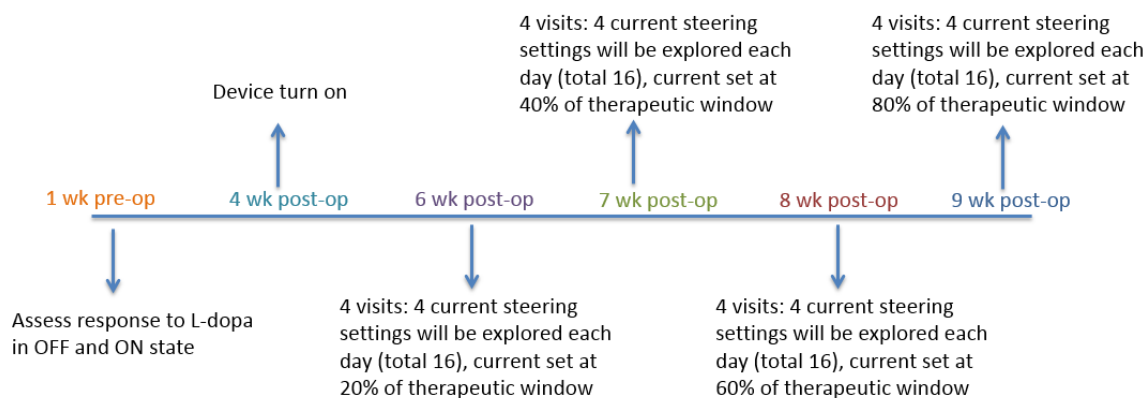 4 visits: 4 current steering
settings will be explored each
day (total 16), current set at
40% of therapeutic window
4 visits: 4 current steering
settings will be explored each
day (total 16), current set at
80% of therapeutic window
Device turn on
1 wk pre-op
4 wk post-op
6 wk post-op
7 wk post-op
8 wk post-op
9 wk post-op
Assess response to L-dopa
in OFF and ON state
4 visits: 4 current steering
settings will be explored each
day (total 16), current set at
20% of therapeutic window
4 visits: 4 current steering
settings will be explored each
day (total 16), current set at
60% of therapeutic window